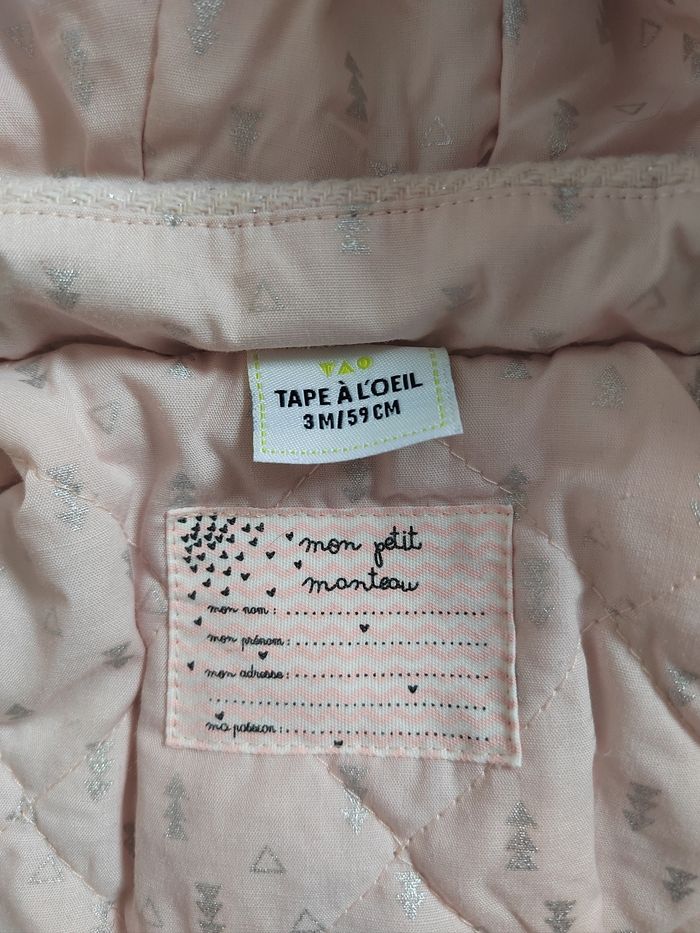 TAO
TAPE À L'OEIL
3M/59CM
mon petit
manteau
mon nom :
mon prénom :
mon adresse :
ma passion :